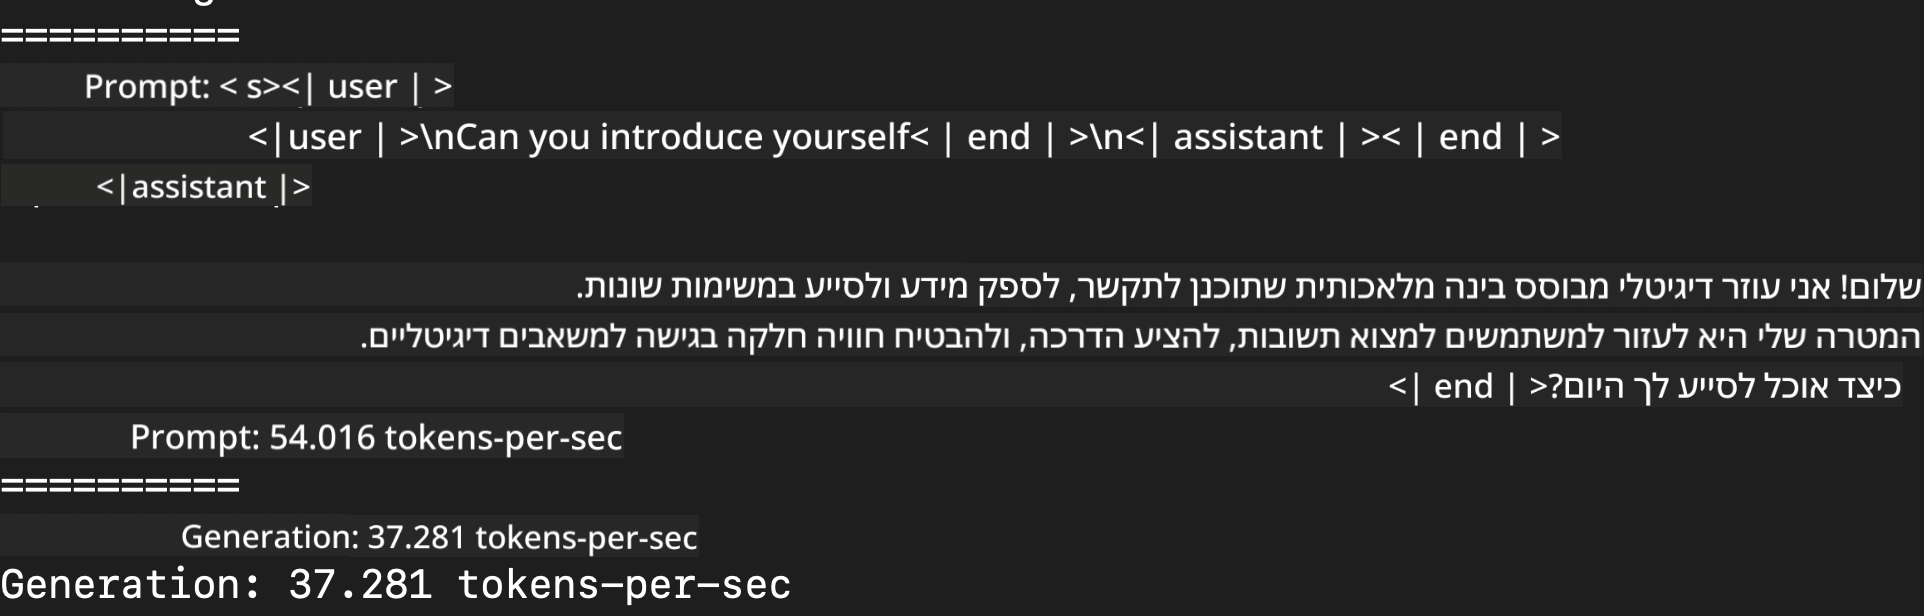 ==========
Prompt: < s><| user | >
<|user | >\nCan you introduce yourself< | end | >\n<| assistant | >< | end | >
<|assistant |>
שלום! אני עוזר דיגיטלי מבוסס בינה מלאכותית שתוכנן לתקשר, לספק מידע ולסייע במשימות שונות.
המטרה שלי היא לעזור למשתמשים למצוא תשובות, להציע הדרכה, ולהבטיח חוויה חלקה בגישה למשאבים דיגיטליים.
כיצד אוכל לסייע לך היום?< | end |>
Prompt: 54.016 tokens-per-sec
==========
Generation: 37.281 tokens-per-sec
Generation: 37.281 tokens-per-sec